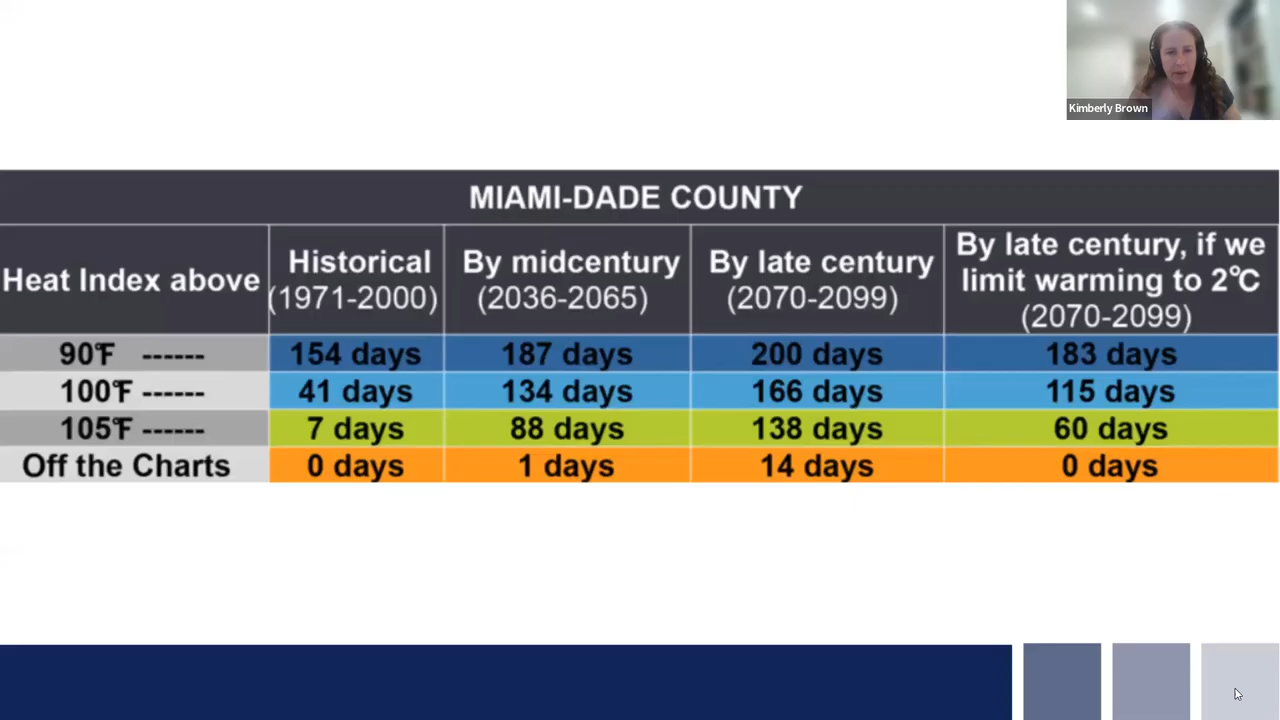 Kimberly Brown
MIAMI-DADE COUNTY
Heat Index above
Historical
(1971-2000)
By midcentury
(2036-2065)
By late century
(2070-2099)
By late century, if we
limit warming to 2°C
(2070-2099)
90°F ------ 154 days 187 days 200 days 183 days
100°F ------ 41 days 134 days 166 days 115 days
105°F ------ 7 days 88 days 138 days 60 days
Off the Charts 0 days 1 days 14 days 0 days